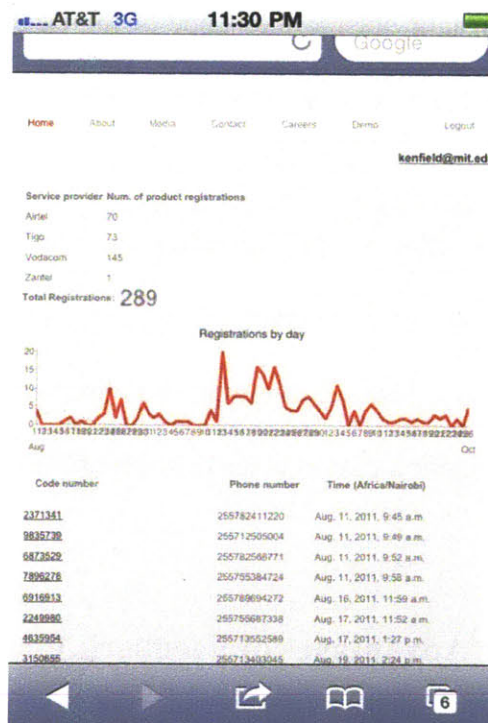 AT&T 3G 11:30 PM
Google
Home About Media Contact Careers Demo Logout
kenfield@mit.ed
Service provider Num. of product registrations
Airtel 70
Tigo 73
Vodacom 145
Zantel 1
Total Registrations: 289
Registrations by day
20
15
10
5
0
Aug Oct
Code number Phone number Time (Africa/Nairobi)
2371341 255782411220 Aug. 11, 2011, 9:45 a.m.
9835739 255712505004 Aug. 11, 2011, 9:49 a.m.
6873529 255782568771 Aug. 11, 2011, 9:52 a.m.
7896276 255755384724 Aug. 11, 2011, 9:58 a.m.
6916913 255789694272 Aug. 16, 2011, 11:59 a.m.
2249980 255755687338 Aug. 17, 2011, 11:52 a.m.
4635954 255713552589 Aug. 17, 2011, 1:27 p.m.
3150655 255713403045 Aug. 19, 2011, 2:24 p.m.
6